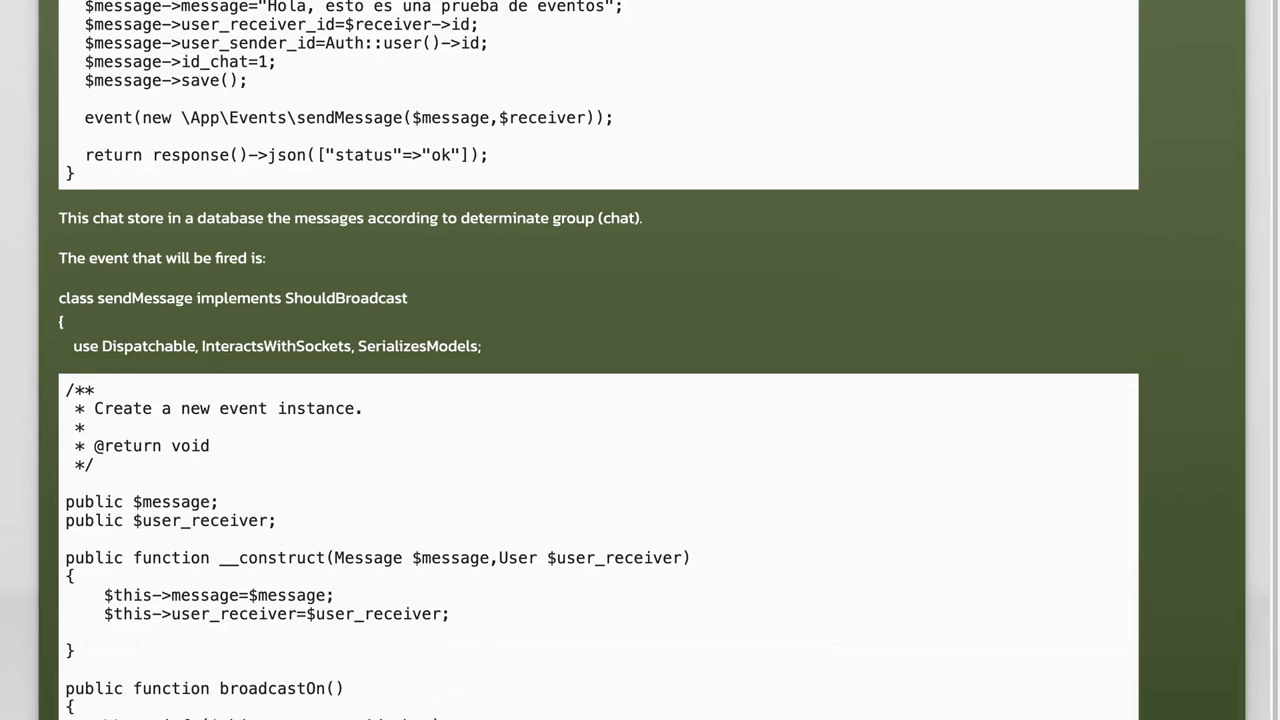 $message->message="Hola, esto es una prueba de eventos";
$message->user_receiver_id=$receiver->id;
$message->user_sender_id=Auth::user()->id;
$message->id_chat=1;
$message->save();
event(new \App\Events\sendMessage($message,$receiver));
return response()->json(["status"=>"ok"]);
}
This chat store in a database the messages according to determinate group (chat).
The event that will be fired is:
class sendMessage implements ShouldBroadcast
{
use Dispatchable, InteractsWithSockets, SerializesModels;
/**
* Create a new event instance.
*
* @return void
*/
public $message;
public $user_receiver;
public function __construct(Message $message,User $user_receiver)
{
$this->message=$message;
$this->user_receiver=$user_receiver;
}
public function broadcastOn()
{